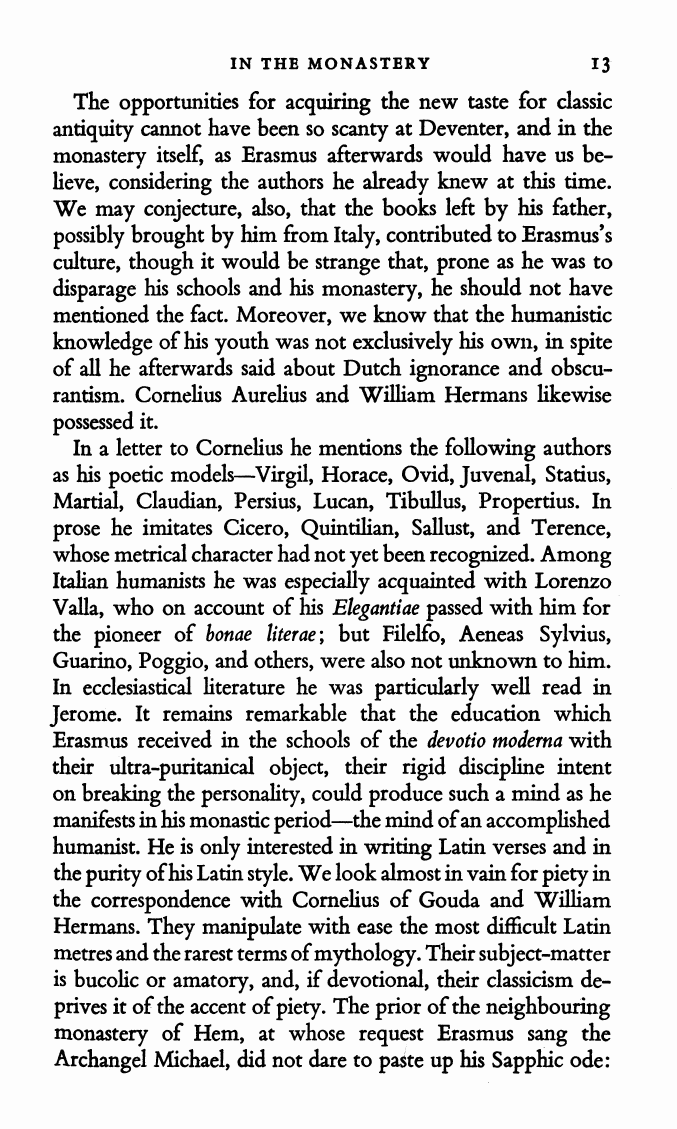 IN THE MONASTERY 13
The opportunities for acquiring the new taste for classic
antiquity cannot have been so scanty at Deventer, and in the
monastery itself, as Erasmus afterwards would have us be-
lieve, considering the authors he already knew at this time.
We may conjecture, also, that the books left by his father,
possibly brought by him from Italy, contributed to Erasmus's
culture, though it would be strange that, prone as he was to
disparage his schools and his monastery, he should not have
mentioned the fact. Moreover, we know that the humanistic
knowledge of his youth was not exclusively his own, in spite
of all he afterwards said about Dutch ignorance and obscu-
rantism. Cornelius Aurelius and William Hermans likewise
possessed it.
In a letter to Cornelius he mentions the following authors
as his poetic models—Virgil, Horace, Ovid, Juvenal, Statius,
Martial, Claudian, Persius, Lucan, Tibullus, Propertius. In
prose he imitates Cicero, Quintilian, Sallust, and Terence,
whose metrical character had not yet been recognized. Among
Italian humanists he was especially acquainted with Lorenzo
Valla, who on account of his Elegantiae passed with him for
the pioneer of bonae literae; but Filelfo, Aeneas Sylvius,
Guarino, Poggio, and others, were also not unknown to him.
In ecclesiastical literature he was particularly well read in
Jerome. It remains remarkable that the education which
Erasmus received in the schools of the devotio moderna with
their ultra-puritanical object, their rigid discipline intent
on breaking the personality, could produce such a mind as he
manifests in his monastic period—the mind of an accomplished
humanist. He is only interested in writing Latin verses and in
the purity of his Latin style. We look almost in vain for piety in
the correspondence with Cornelius of Gouda and William
Hermans. They manipulate with ease the most difficult Latin
metres and the rarest terms of mythology. Their subject-matter
is bucolic or amatory, and, if devotional, their classicism de-
prives it of the accent of piety. The prior of the neighbouring
monastery of Hem, at whose request Erasmus sang the
Archangel Michael, did not dare to paste up his Sapphic ode: